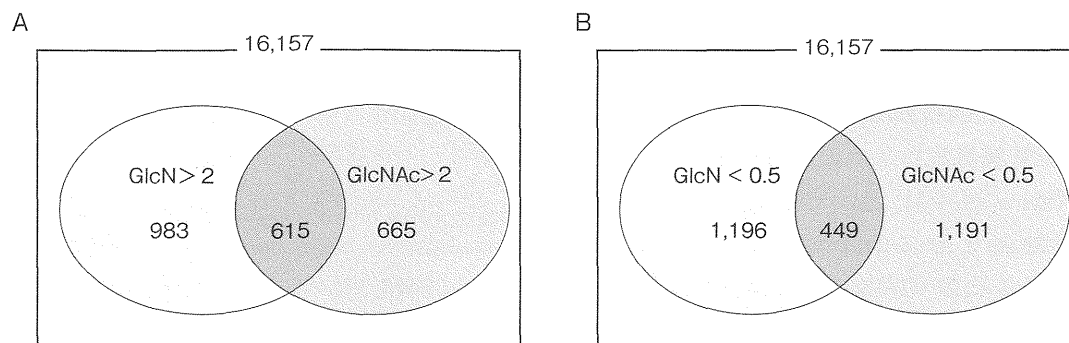 A
16,157
GlcN > 2
GlcNAc > 2
983
615
665
B
16,157
GlcN < 0.5
GlcNAc < 0.5
1,196
449
1,191